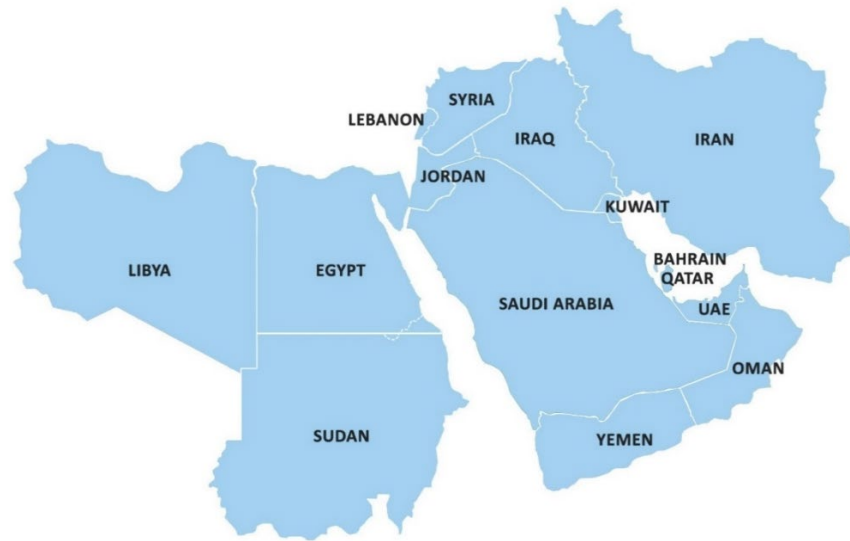 SYRIA
LEBANON
IRAQ
IRAN
JORDAN
KUWAIT
BAHRAIN
QATAR
LIBYA
EGYPT
SAUDI ARABIA
UAE
OMAN
SUDAN
YEMEN